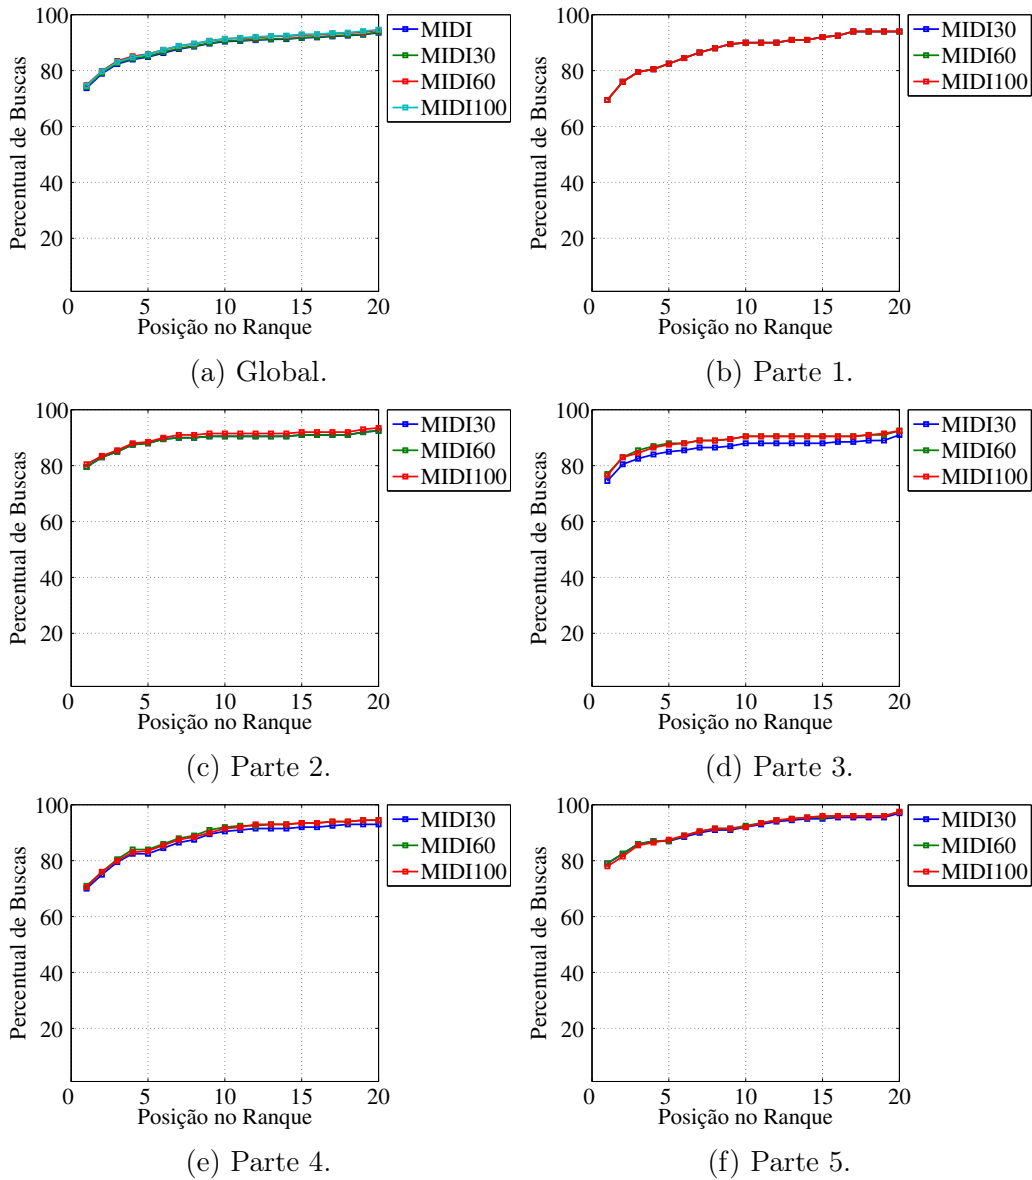 100
80
60
40
20
0
5
10
15
20
Percentual de Buscas
Posição no Ranque
MIDI
MIDI30
MIDI60
MIDI100
(a) Global.
100
80
60
40
20
0
5
10
15
20
Percentual de Buscas
Posição no Ranque
MIDI30
MIDI60
MIDI100
(b) Parte 1.
100
80
60
40
20
0
5
10
15
20
Percentual de Buscas
Posição no Ranque
MIDI30
MIDI60
MIDI100
(c) Parte 2.
100
80
60
40
20
0
5
10
15
20
Percentual de Buscas
Posição no Ranque
MIDI30
MIDI60
MIDI100
(d) Parte 3.
100
80
60
40
20
0
5
10
15
20
Percentual de Buscas
Posição no Ranque
MIDI30
MIDI60
MIDI100
(e) Parte 4.
100
80
60
40
20
0
5
10
15
20
Percentual de Buscas
Posição no Ranque
MIDI30
MIDI60
MIDI100
(f) Parte 5.